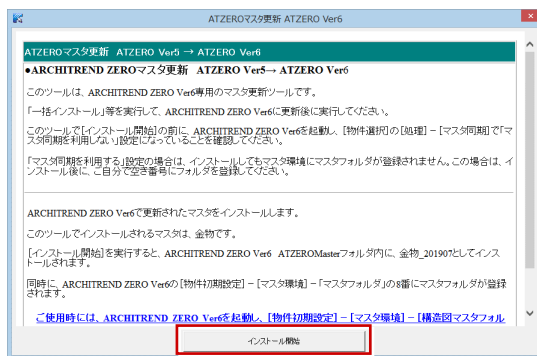 ATZEROマスタ更新 ATZERO Ver6
ATZEROマスタ更新　ATZERO Ver5 → ATZERO Ver6
●ARCHITREND ZEROマスタ更新　ATZERO Ver5→ ATZERO Ver6
このツールは、ARCHITREND ZERO Ver6専用のマスタ更新ツールです。
「一括インストール」等を実行して、ARCHITREND ZERO Ver6に更新後に実行してください。
このツールで[インストール開始]の前に、ARCHITREND ZERO Ver6を起動し、[物件選択]の[処理]－[マスタ同期]で「マ
スタ同期を利用しない」設定になっていることを確認してください。
「マスタ同期を利用する」設定の場合は、インストールしてもマスタ環境にマスタフォルダが登録されません。この場合は、イ
ンストール後に、ご自分で空き番号にフォルダを登録してください。
ARCHITREND ZERO Ver6で更新されたマスタをインストールします。
このツールでインストールされるマスタは、金物です。
[インストール開始]を実行すると、ARCHITREND ZERO Ver6　ATZEROMasterフォルダ内に、金物_201907としてインス
トールされます。
同時に、ARCHITREND ZERO Ver6の[物件初期設定]－[マスタ環境]－「マスタフォルダ」の8番にマスタフォルダが登録
されます。
ご使用時には、ARCHITREND ZERO Ver6を起動し、[物件初期設定]－[マスタ環境]－[構造図マスタフォル
インストール開始